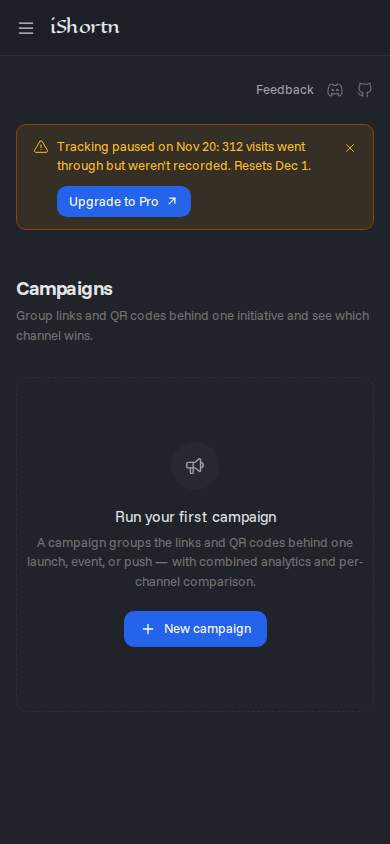 iShortn
Feedback
Tracking paused on Nov 20: 312 visits went
through but weren't recorded. Resets Dec 1.
Upgrade to Pro
Campaigns
Group links and QR codes behind one initiative and see which
channel wins.
Run your first campaign
A campaign groups the links and QR codes behind one
launch, event, or push — with combined analytics and per-
channel comparison.
New campaign